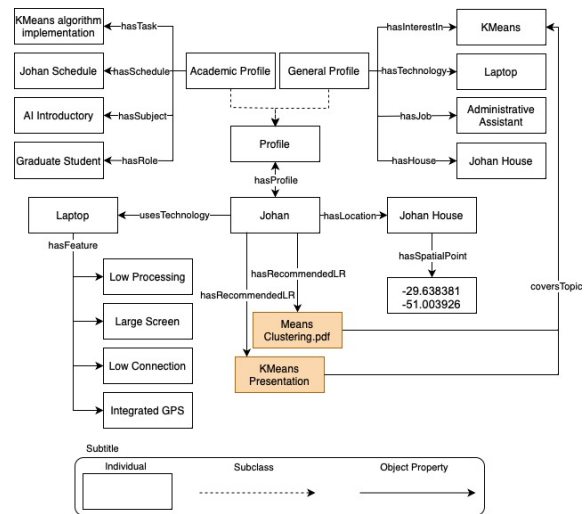 KMeans algorithm
implementation
hasTask
hasInterestIn
KMeans
Johan Schedule
hasSchedule
Academic Profile
General Profile
hasTechnology
Laptop
AI Introductory
hasSubject
hasJob
Administrative
Assistant
Graduate Student
hasRole
Profile
hasHouse
Johan House
hasProfile
Laptop
usesTechnology
Johan
hasLocation
Johan House
hasFeature
hasSpatialPoint
Low Processing
hasRecommendedLR
hasRecommendedLR
-29.638381
-51.003926
coversTopic
Large Screen
Means
Clustering.pdf
Low Connection
KMeans
Presentation
Integrated GPS
Subtitle
Individual
Subclass
Object Property